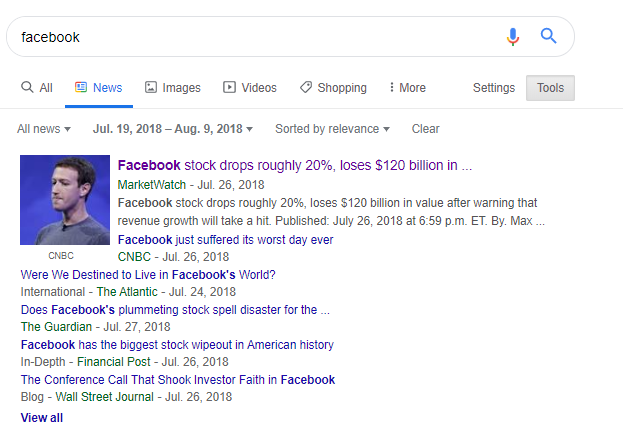 facebook
All News Images Videos Shopping More Settings Tools
All news Jul. 19, 2018 – Aug. 9, 2018 Sorted by relevance Clear
Facebook stock drops roughly 20%, loses $120 billion in ...
MarketWatch - Jul. 26, 2018
Facebook stock drops roughly 20%, loses $120 billion in value after warning that
revenue growth will take a hit. Published: July 26, 2018 at 6:59 p.m. ET. By. Max ...
Facebook just suffered its worst day ever
CNBC
CNBC - Jul. 26, 2018
Were We Destined to Live in Facebook's World?
International - The Atlantic - Jul. 24, 2018
Does Facebook's plummeting stock spell disaster for the ...
The Guardian - Jul. 27, 2018
Facebook has the biggest stock wipeout in American history
In-Depth - Financial Post - Jul. 26, 2018
The Conference Call That Shook Investor Faith in Facebook
Blog - Wall Street Journal - Jul. 26, 2018
View all